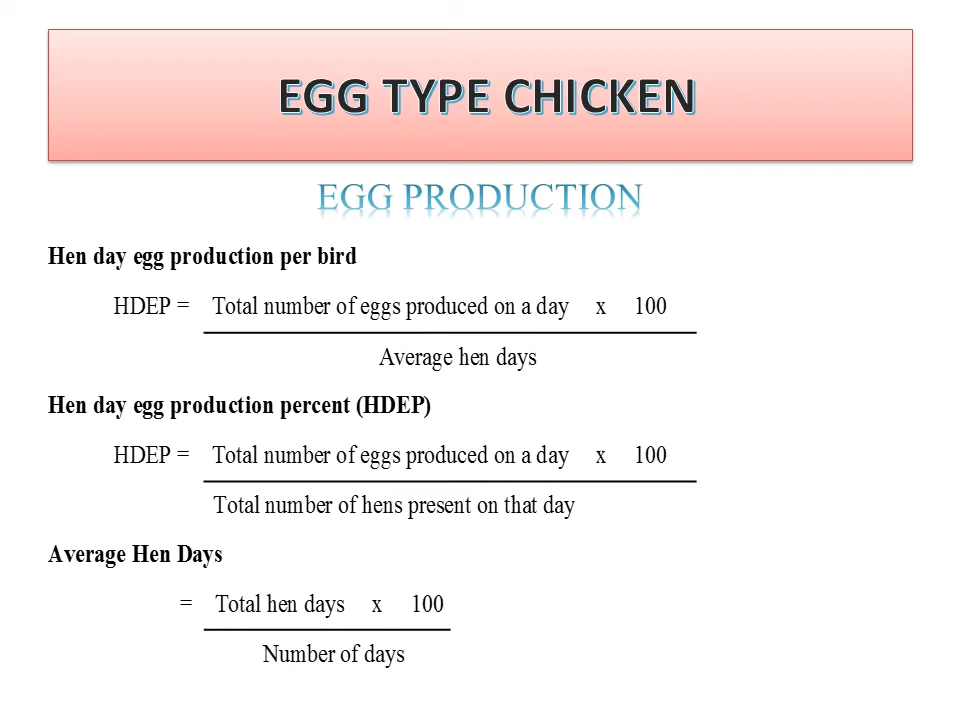 EGG TYPE CHICKEN
EGG PRODUCTION
Hen day egg production per bird
HDEP = Total number of eggs produced on a day x 100
Average hen days
Hen day egg production percent (HDEP)
HDEP = Total number of eggs produced on a day x 100
Total number of hens present on that day
Average Hen Days
= Total hen days x 100
Number of days